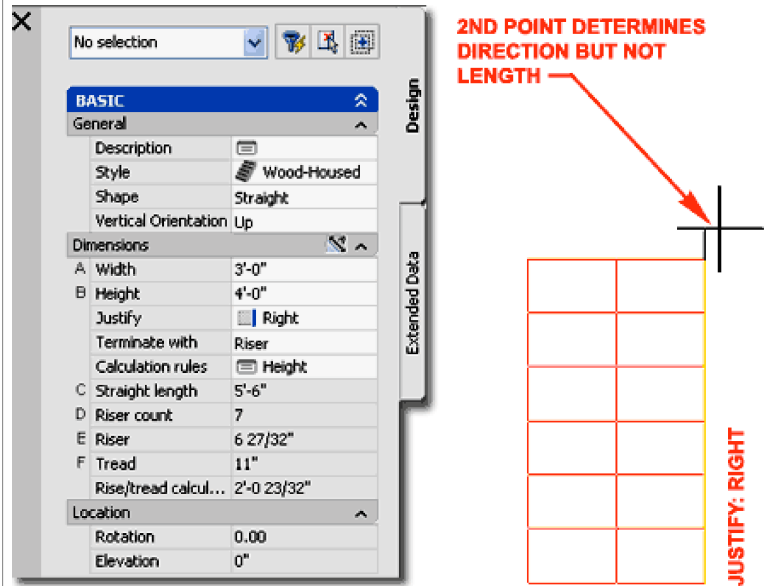 No selection
BASIC
General
Description
Style Wood-Housed
Shape Straight
Vertical Orientation Up
Dimensions
A Width 3'-0"
B Height 4'-0"
Justify Right
Terminate with Riser
Calculation rules Height
C Straight length 5'-6"
D Riser count 7
E Riser 6 27/32"
F Tread 11"
Rise/tread calcul... 2'-0 23/32"
Location
Rotation 0.00
Elevation 0"
Design
Extended Data
2ND POINT DETERMINES
DIRECTION BUT NOT
LENGTH
JUSTIFY: RIGHT